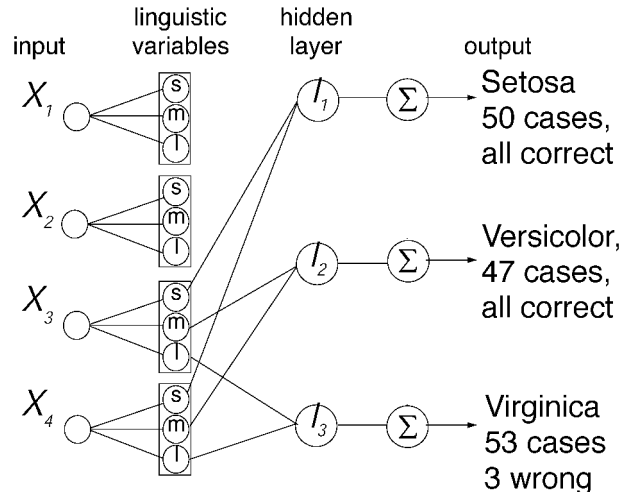 input
linguistic
variables
hidden
layer
output
X1
s
m
l
X2
s
m
l
X3
s
m
l
X4
s
m
l
l1
Σ
Setosa
50 cases,
all correct
l2
Σ
Versicolor,
47 cases,
all correct
l3
Σ
Virginica
53 cases
3 wrong